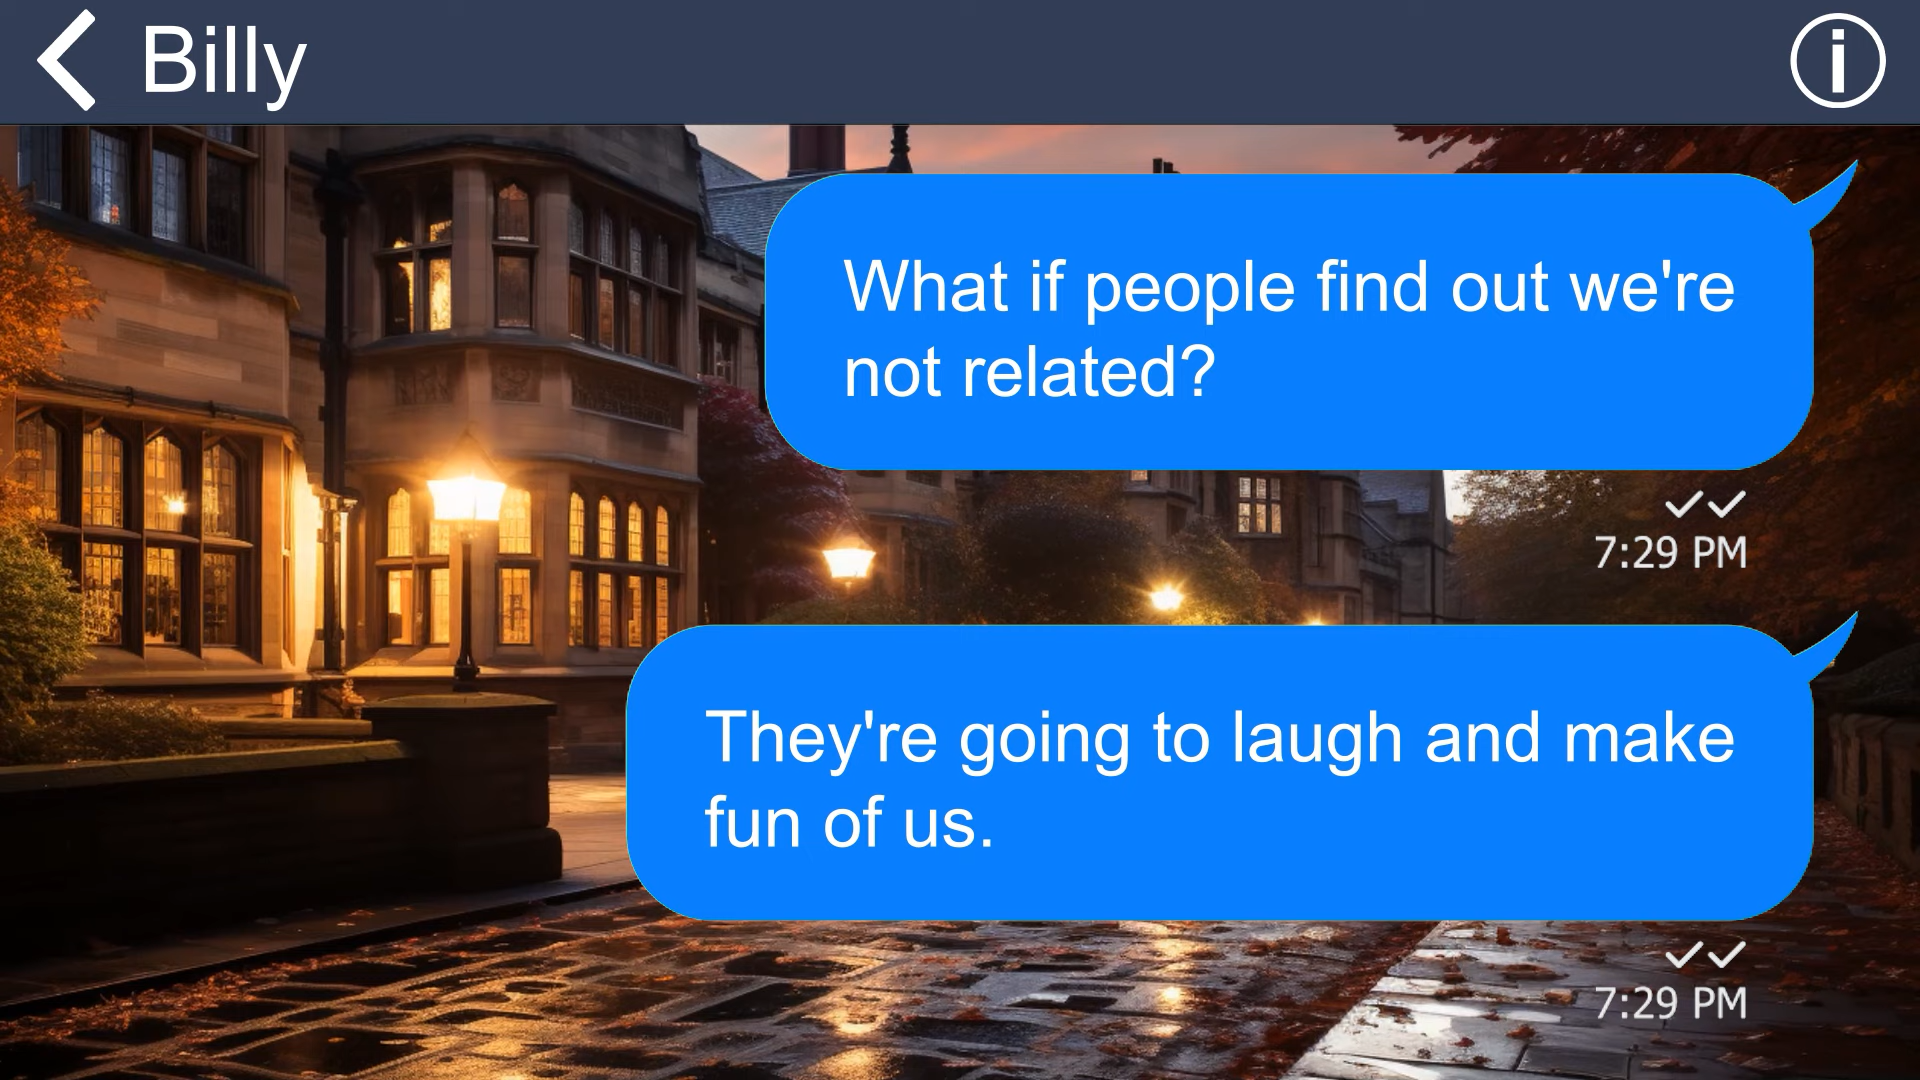 Billy
What if people find out we're
not related?
7:29 PM
They're going to laugh and make
fun of us.
7:29 PM